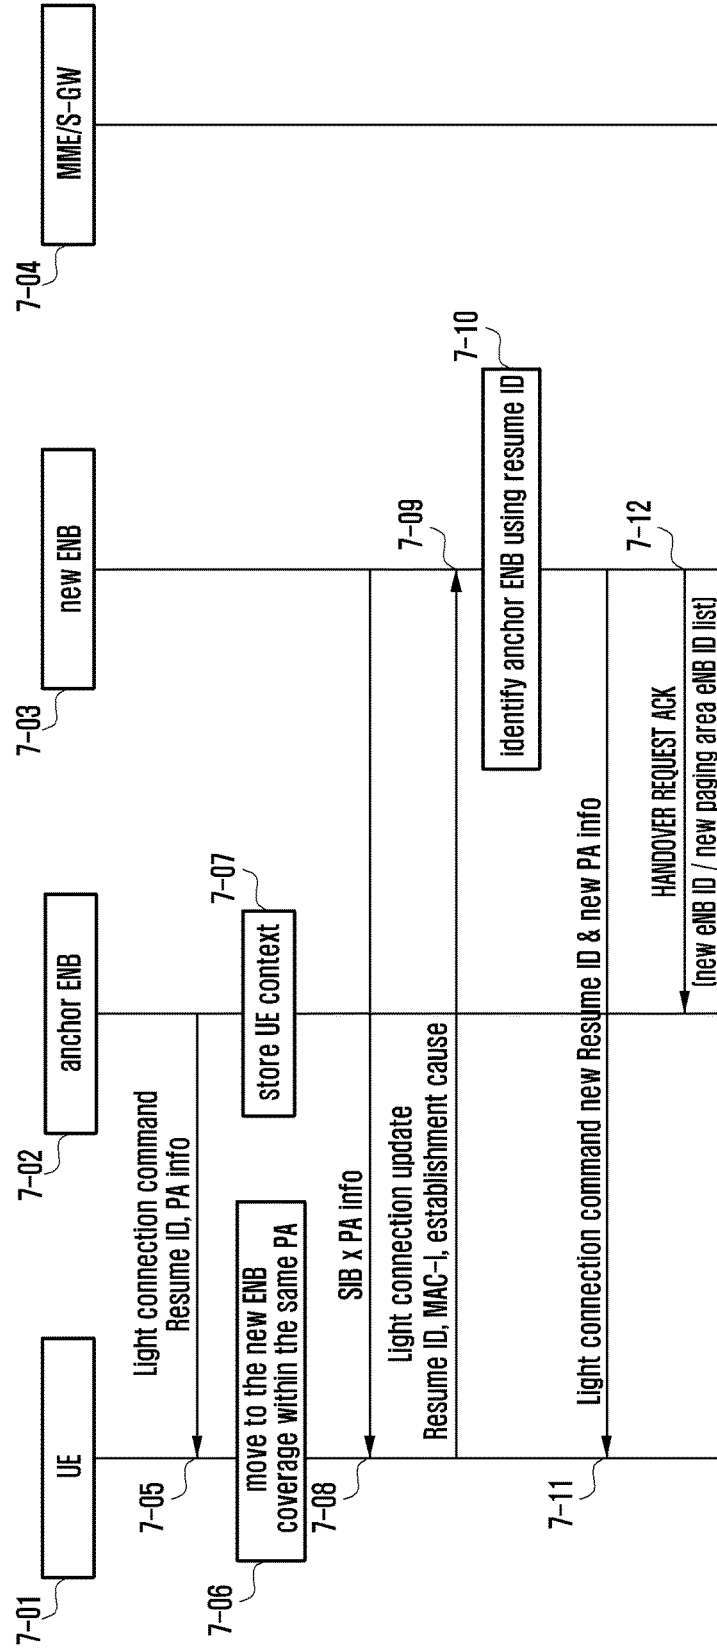 7-01
UE
7-02
anchor ENB
7-03
new ENB
7-04
MME/S-GW
7-05
Light connection command
Resume ID, PA info
7-06
move to the new ENB
coverage within the same PA
7-07
store UE context
7-08
SIB x PA info
Light connection update
Resume ID, MAC-I, establishment cause
7-09
7-10
identify anchor ENB using resume ID
7-11
Light connection command new Resume ID & new PA info
7-12
HANDOVER REQUEST ACK
(new eNB ID / new paging area eNB ID list)